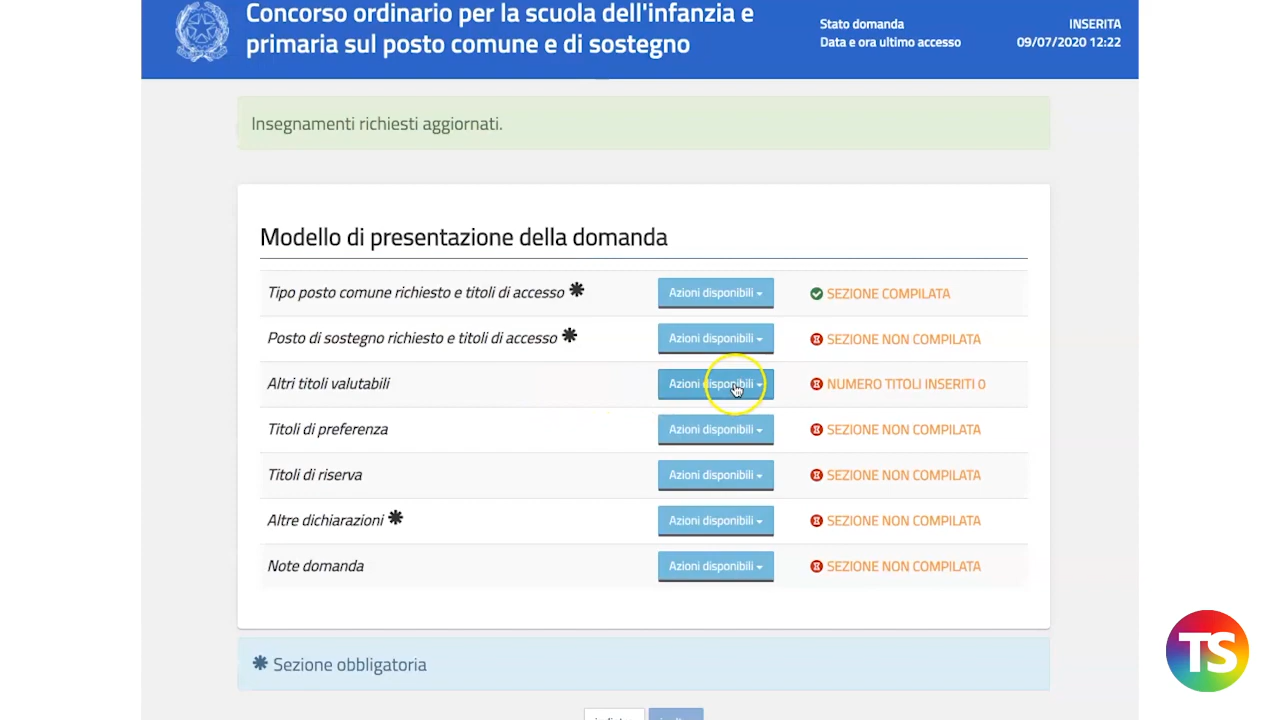 Concorso ordinario per la scuola dell'infanzia e
primaria sul posto comune e di sostegno
Stato domanda INSERITA
Data e ora ultimo accesso 09/07/2020 12:22
Insegnamenti richiesti aggiornati.
Modello di presentazione della domanda
Tipo posto comune richiesto e titoli di accesso ✱ Azioni disponibili SEZIONE COMPILATA
Posto di sostegno richiesto e titoli di accesso ✱ Azioni disponibili SEZIONE NON COMPILATA
Altri titoli valutabili Azioni disponibili NUMERO TITOLI INSERITI 0
Titoli di preferenza Azioni disponibili SEZIONE NON COMPILATA
Titoli di riserva Azioni disponibili SEZIONE NON COMPILATA
Altre dichiarazioni ✱ Azioni disponibili SEZIONE NON COMPILATA
Note domanda Azioni disponibili SEZIONE NON COMPILATA
✱ Sezione obbligatoria
TS